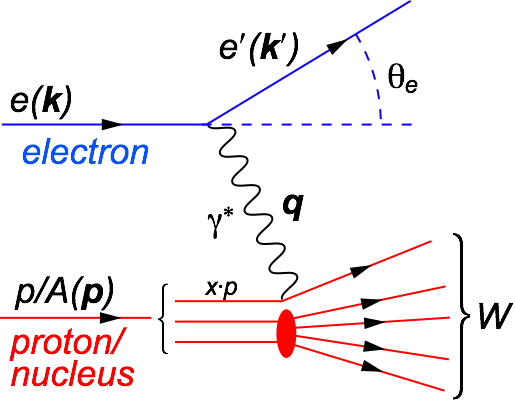 e′(k′)
θe
e(k)
electron
γ*
q
x·p
p/A(p)
proton/
nucleus
W